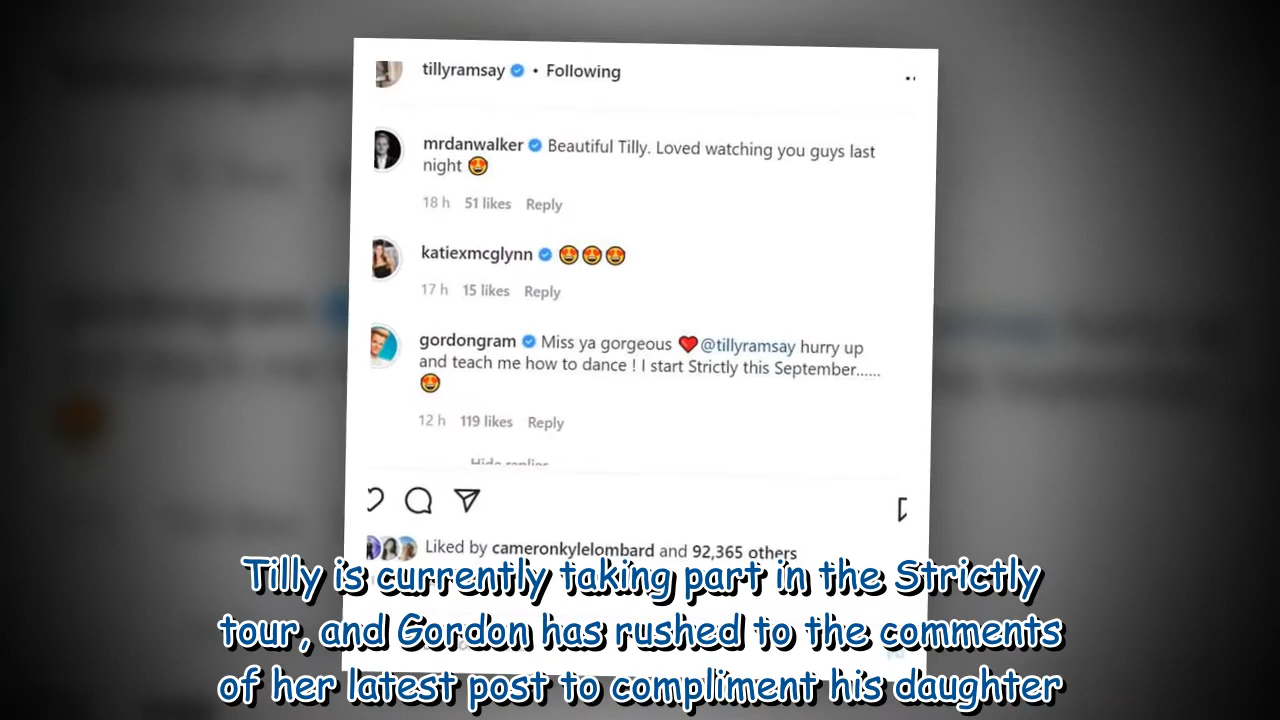 tillyramsay • Following
mrdanwalker Beautiful Tilly. Loved watching you guys last
night 😍
18 h 51 likes Reply
katiexmcglynn 😍😍😍
17 h 15 likes Reply
gordongram Miss ya gorgeous ❤️@tillyramsay hurry up
and teach me how to dance ! I start Strictly this September......
😍
12 h 119 likes Reply
Hide replies
Liked by cameronkylelombard and 92,365 others
Tilly is currently taking part in the Strictly
tour, and Gordon has rushed to the comments
of her latest post to compliment his daughter